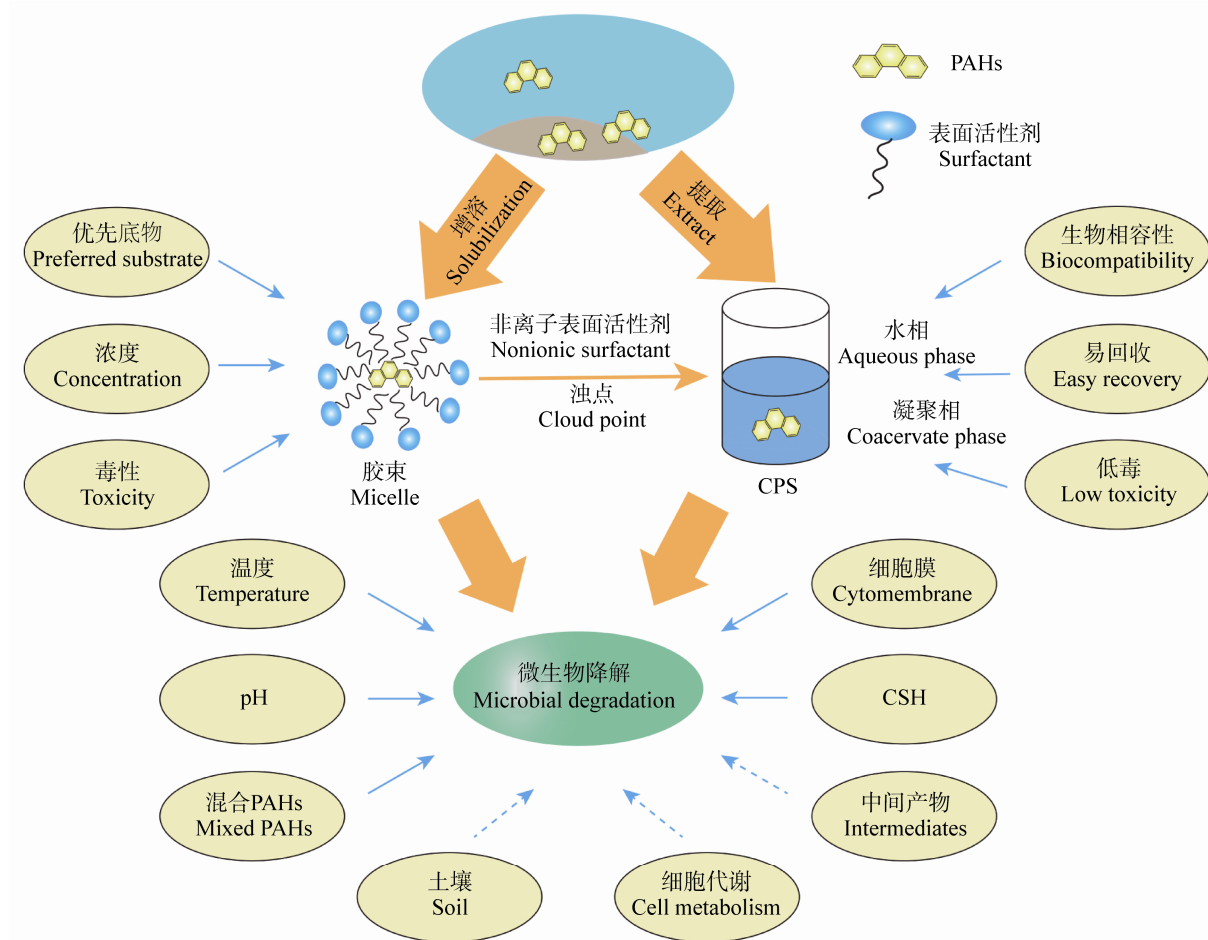 PAHs
表面活性剂
Surfactant
增溶
Solubilization
提取
Extract
优先底物
Preferred substrate
浓度
Concentration
毒性
Toxicity
胶束
Micelle
非离子表面活性剂
Nonionic surfactant
浊点
Cloud point
CPS
水相
Aqueous phase
凝聚相
Coacervate phase
生物相容性
Biocompatibility
易回收
Easy recovery
低毒
Low toxicity
温度
Temperature
pH
混合PAHs
Mixed PAHs
微生物降解
Microbial degradation
细胞膜
Cytomembrane
CSH
中间产物
Intermediates
土壤
Soil
细胞代谢
Cell metabolism